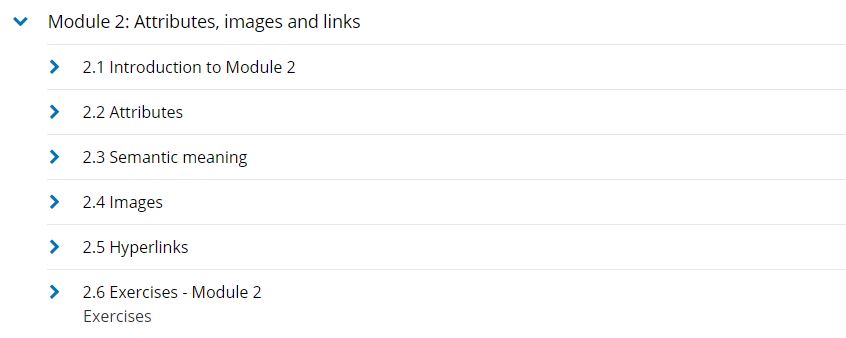 Module 2: Attributes, images and links
2.1 Introduction to Module 2
2.2 Attributes
2.3 Semantic meaning
2.4 Images
2.5 Hyperlinks
2.6 Exercises - Module 2
Exercises